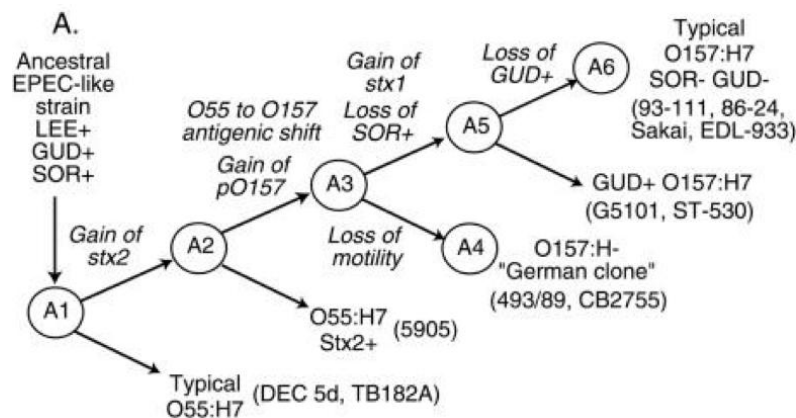 A.
Ancestral
EPEC-like
strain
LEE+
GUD+
SOR+
A1
Gain of
stx2
A2
O55 to O157
antigenic shift
Gain of
pO157
A3
Gain of
stx1
Loss of
SOR+
A5
Loss of
GUD+
A6
Typical
O157:H7
SOR- GUD-
(93-111, 86-24,
Sakai, EDL-933)
GUD+ O157:H7
(G5101, ST-530)
Loss of
motility
A4
O157:H-
"German clone"
(493/89, CB2755)
O55:H7
Stx2+
(5905)
Typical
O55:H7
(DEC 5d, TB182A)